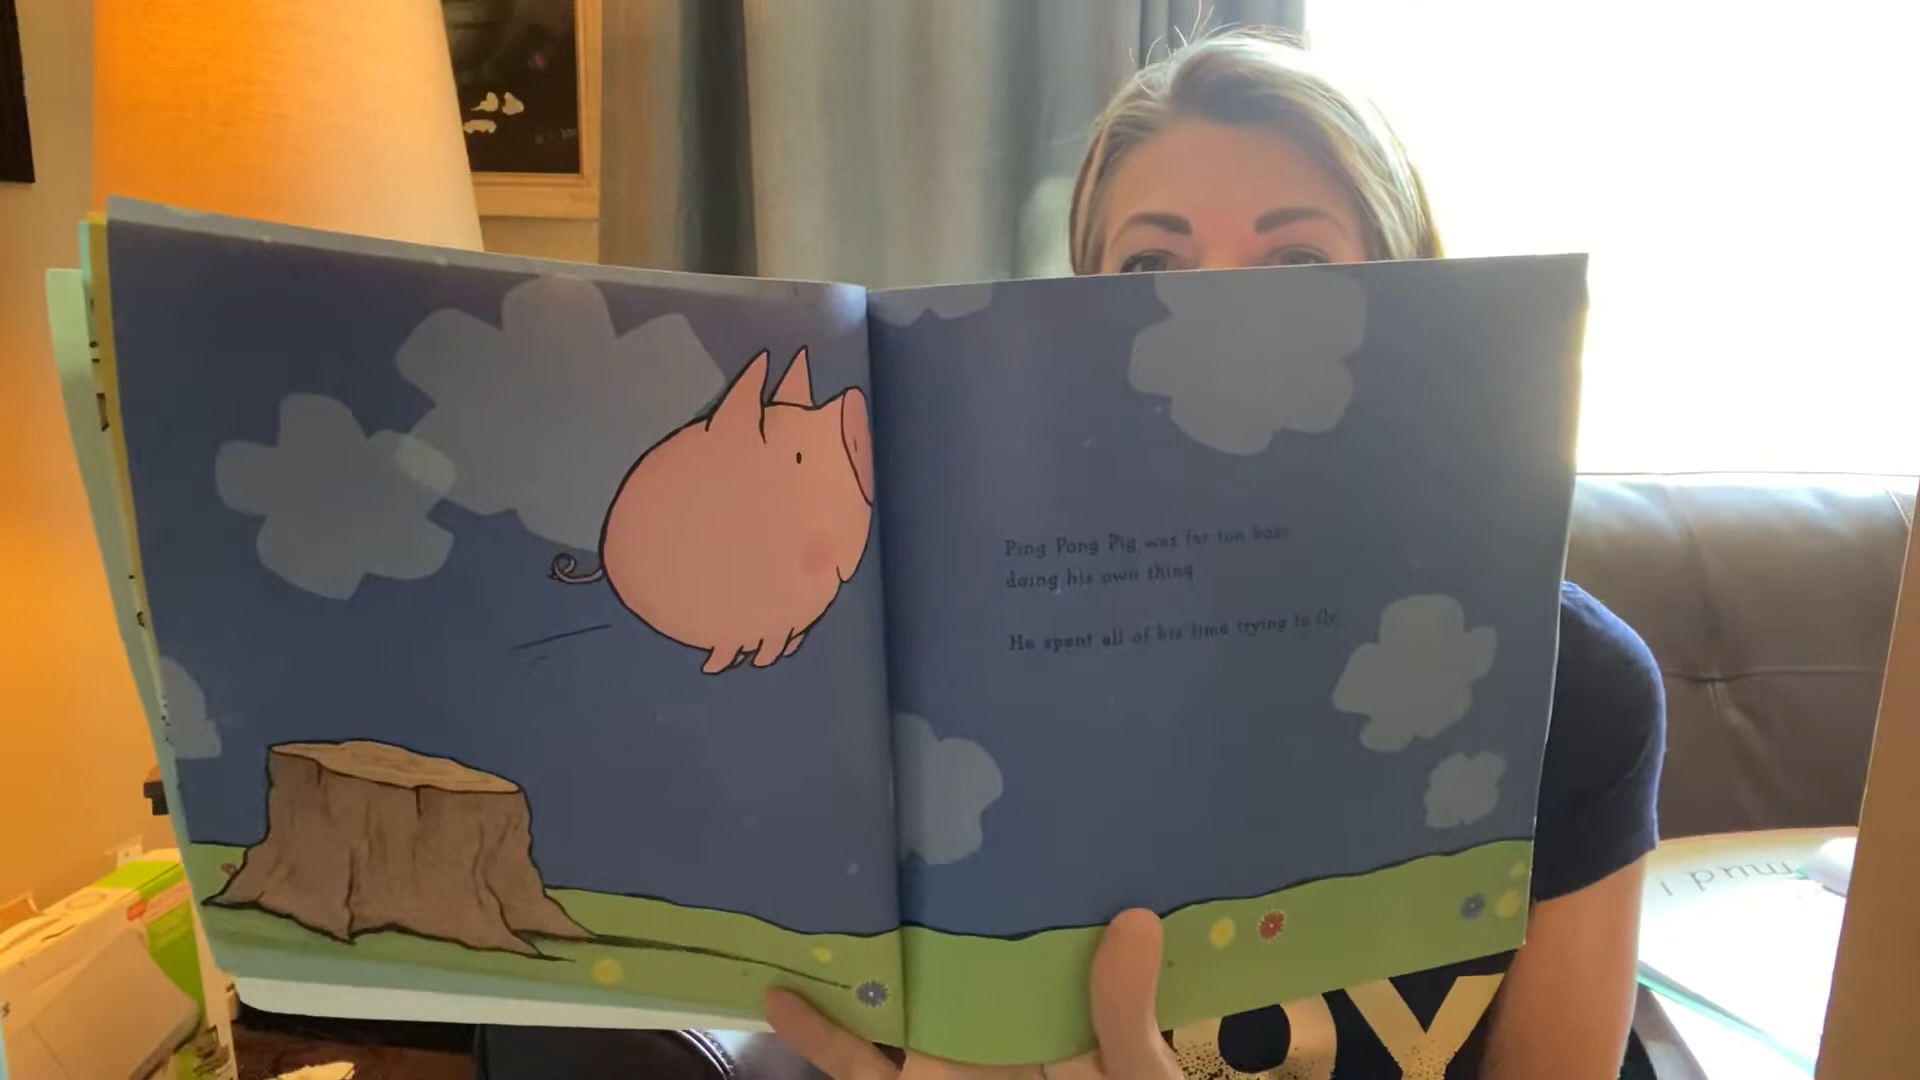 Ping Pong Pig was far too busy
doing his own thing.
He spent all of his time trying to fly.
OY